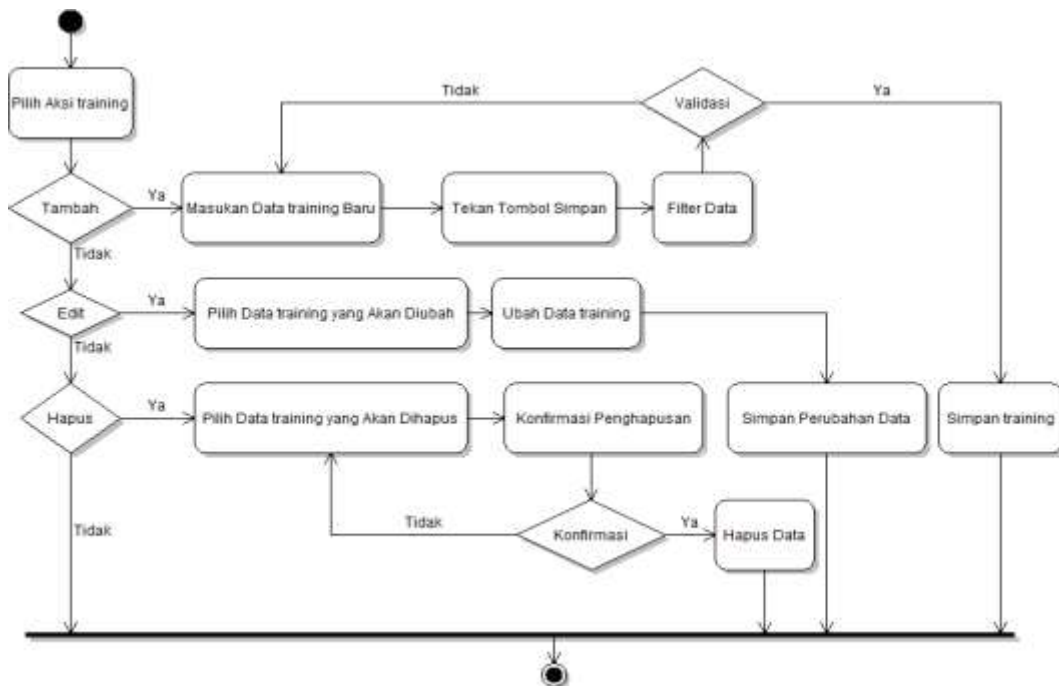 Pilih Aksi training
Tidak
Validasi
Ya
Tambah
Ya
Masukan Data training Baru
Tekan Tombol Simpan
Filter Data
Tidak
Edit
Ya
Pilih Data training yang Akan Diubah
Ubah Data training
Tidak
Hapus
Ya
Pilih Data training yang Akan Dihapus
Konfirmasi Penghapusan
Simpan Perubahan Data
Simpan training
Tidak
Tidak
Konfirmasi
Ya
Hapus Data